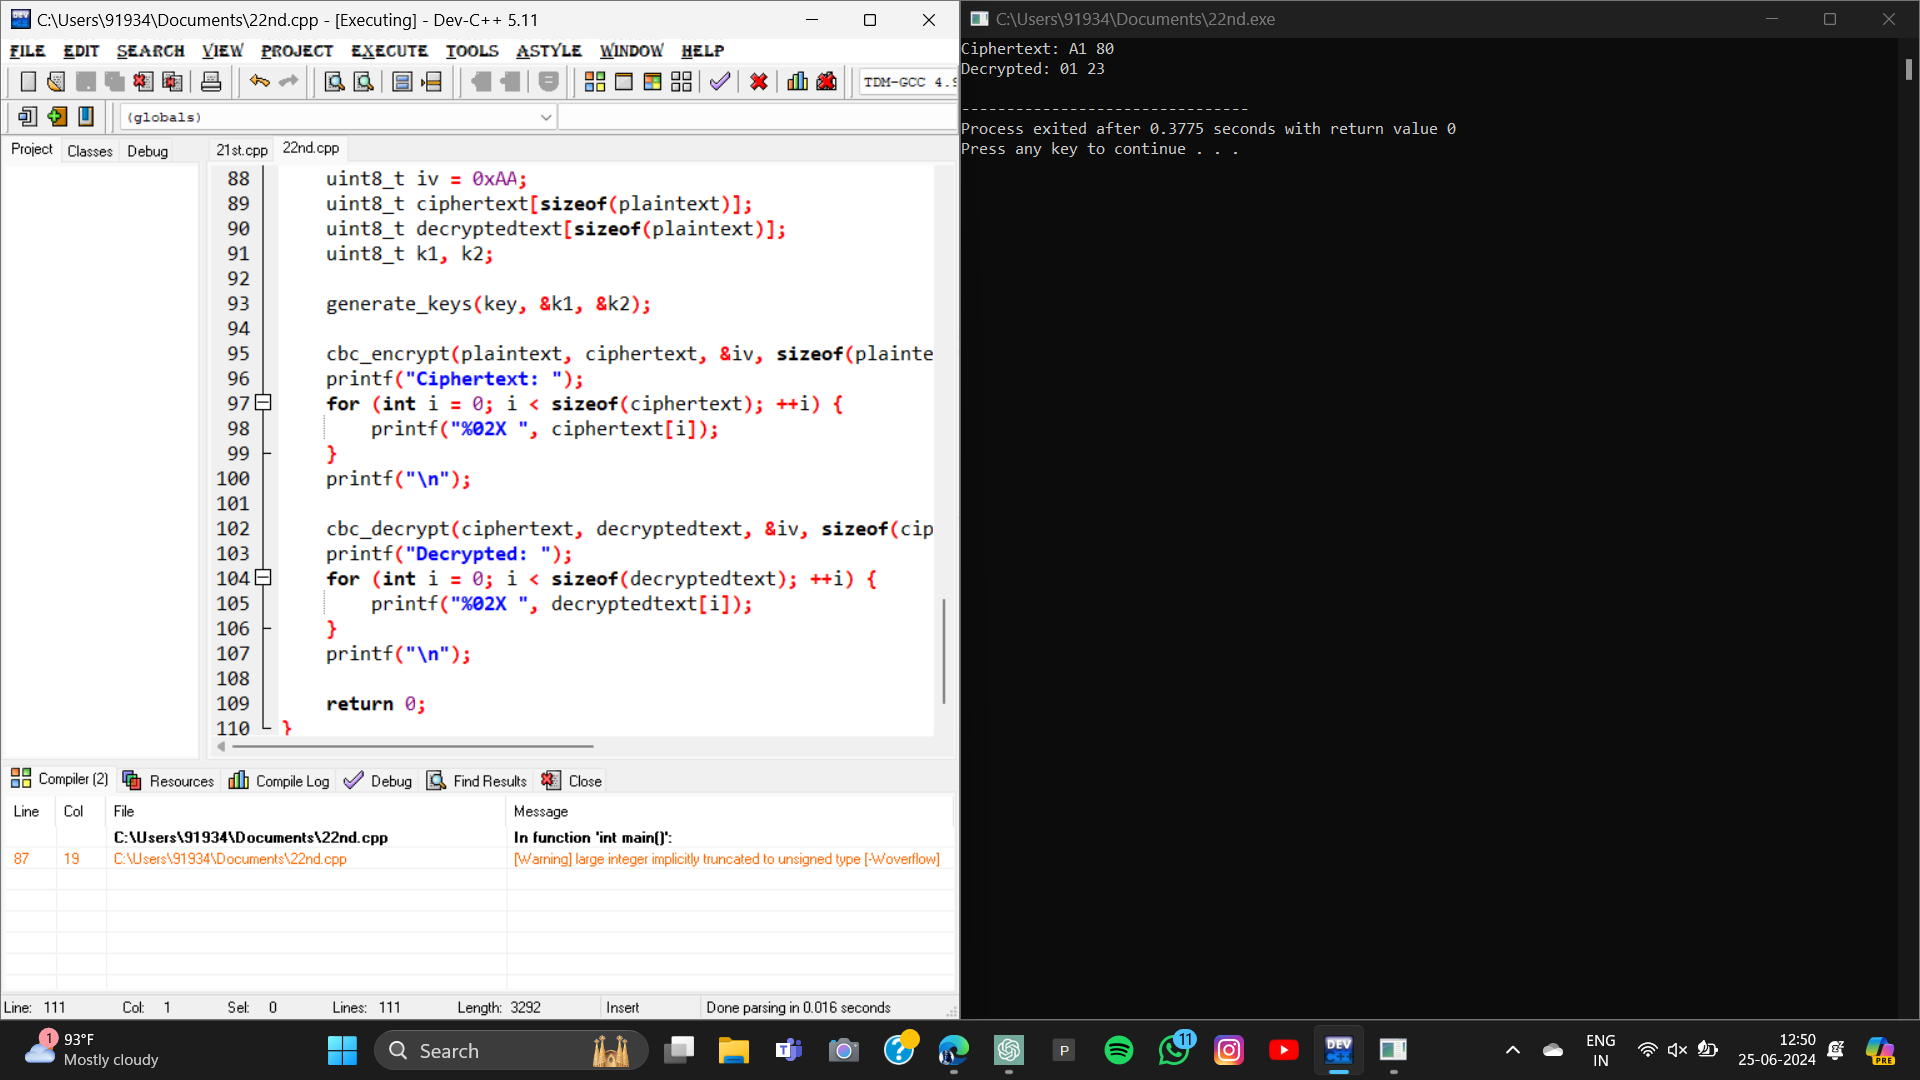 C:\Users\91934\Documents\22nd.cpp - [Executing] - Dev-C++ 5.11
FILE EDIT SEARCH VIEW PROJECT EXECUTE TOOLS ASTYLE WINDOW HELP
TDM-GCC 4.9
(globals)
Project Classes Debug
21st.cpp 22nd.cpp
88 uint8_t iv = 0xAA;
89 uint8_t ciphertext[sizeof(plaintext)];
90 uint8_t decryptedtext[sizeof(plaintext)];
91 uint8_t k1, k2;
92
93 generate_keys(key, &k1, &k2);
94
95 cbc_encrypt(plaintext, ciphertext, &iv, sizeof(plainte
96 printf("Ciphertext: ");
97 for (int i = 0; i < sizeof(ciphertext); ++i) {
98 printf("%02X ", ciphertext[i]);
99 }
100 printf("\n");
101
102 cbc_decrypt(ciphertext, decryptedtext, &iv, sizeof(cip
103 printf("Decrypted: ");
104 for (int i = 0; i < sizeof(decryptedtext); ++i) {
105 printf("%02X ", decryptedtext[i]);
106 }
107 printf("\n");
108
109 return 0;
110 }
Compiler (2) Resources Compile Log Debug Find Results Close
Line Col File Message
C:\Users\91934\Documents\22nd.cpp In function 'int main()':
87 19 C:\Users\91934\Documents\22nd.cpp [Warning] large integer implicitly truncated to unsigned type [-Woverflow]
Line: 111 Col: 1 Sel: 0 Lines: 111 Length: 3292 Insert Done parsing in 0.016 seconds
C:\Users\91934\Documents\22nd.exe
Ciphertext: A1 80
Decrypted: 01 23
--------------------------------
Process exited after 0.3775 seconds with return value 0
Press any key to continue . . .
1
93°F
Mostly cloudy
Search
P
11
DEV
C++
ENG
IN
12:50
25-06-2024
PRE